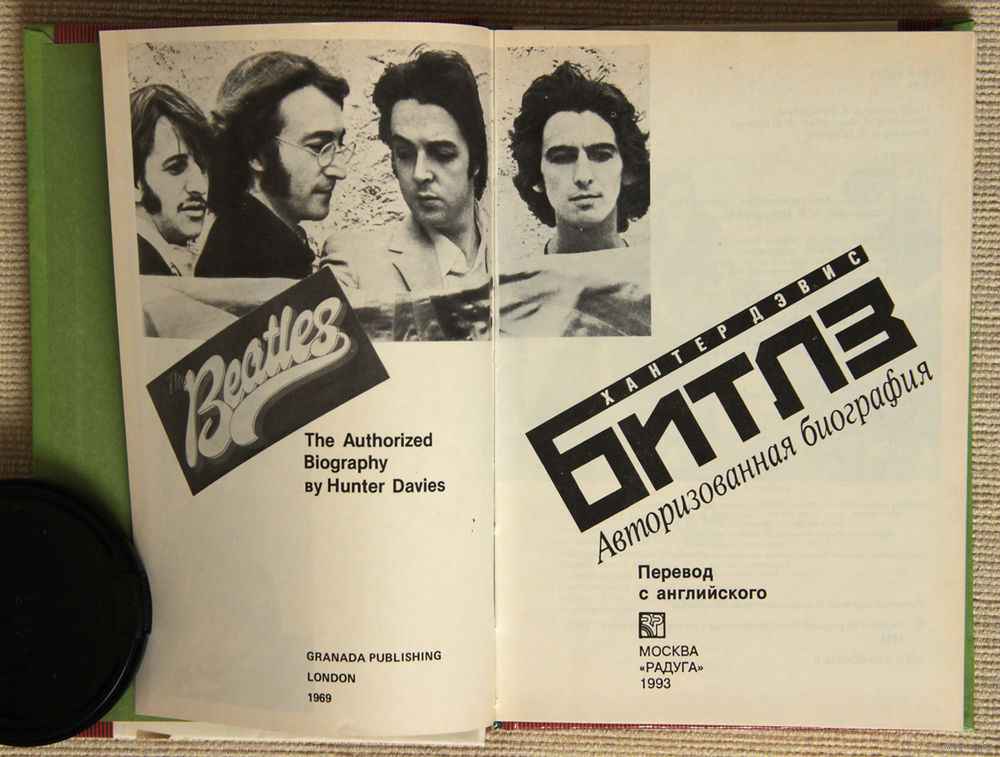 The
Beatles
The Authorized
Biography
by Hunter Davies
GRANADA PUBLISHING
LONDON
1969
ХАНТЕР ДЭВИС
БИТЛЗ
Авторизованная биография
Перевод
с английского
МОСКВА
«РАДУГА»
1993